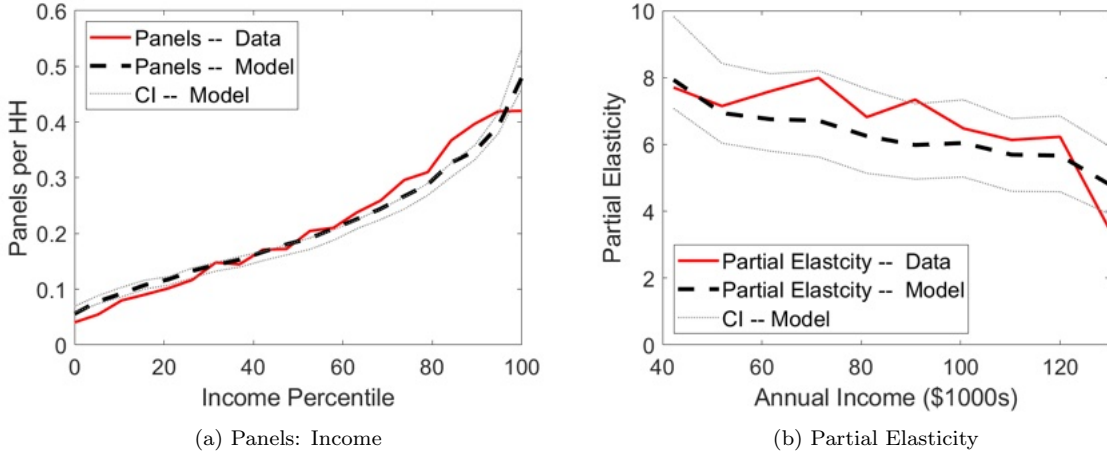 0.6
0.5
0.4
0.3
0.2
0.1
0
Panels per HH
Panels -- Data
Panels -- Model
CI -- Model
0 20 40 60 80 100
Income Percentile
(a) Panels: Income
10
8
6
4
2
0
Partial Elasticity
Partial Elastcity -- Data
Partial Elastcity -- Model
CI -- Model
40 60 80 100 120
Annual Income ($1000s)
(b) Partial Elasticity